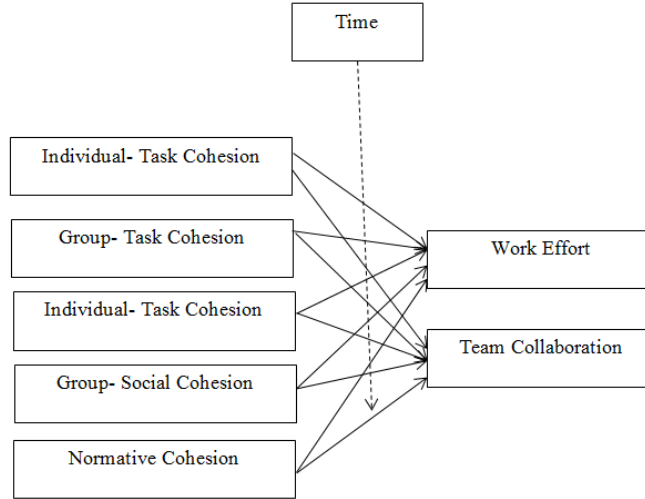 Time
Individual- Task Cohesion
Group- Task Cohesion
Work Effort
Individual- Task Cohesion
Team Collaboration
Group- Social Cohesion
Normative Cohesion